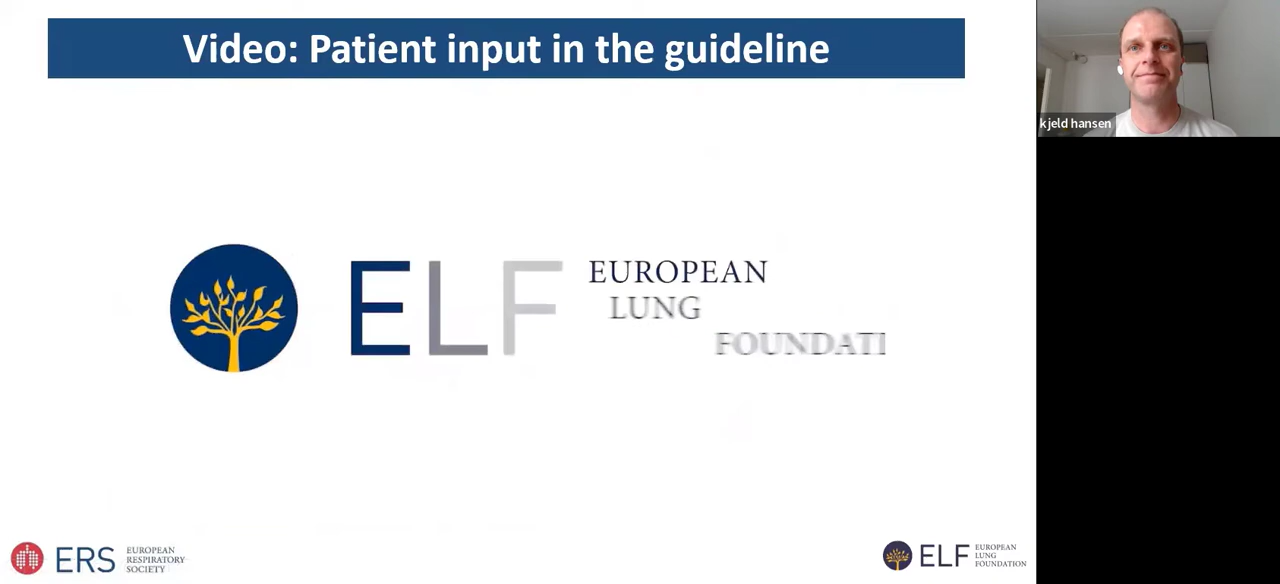 Video: Patient input in the guideline
kjeld hansen
ELF
EUROPEAN
LUNG
FOUNDATI
ERS
EUROPEAN
RESPIRATORY
SOCIETY
ELF
EUROPEAN
LUNG
FOUNDATION